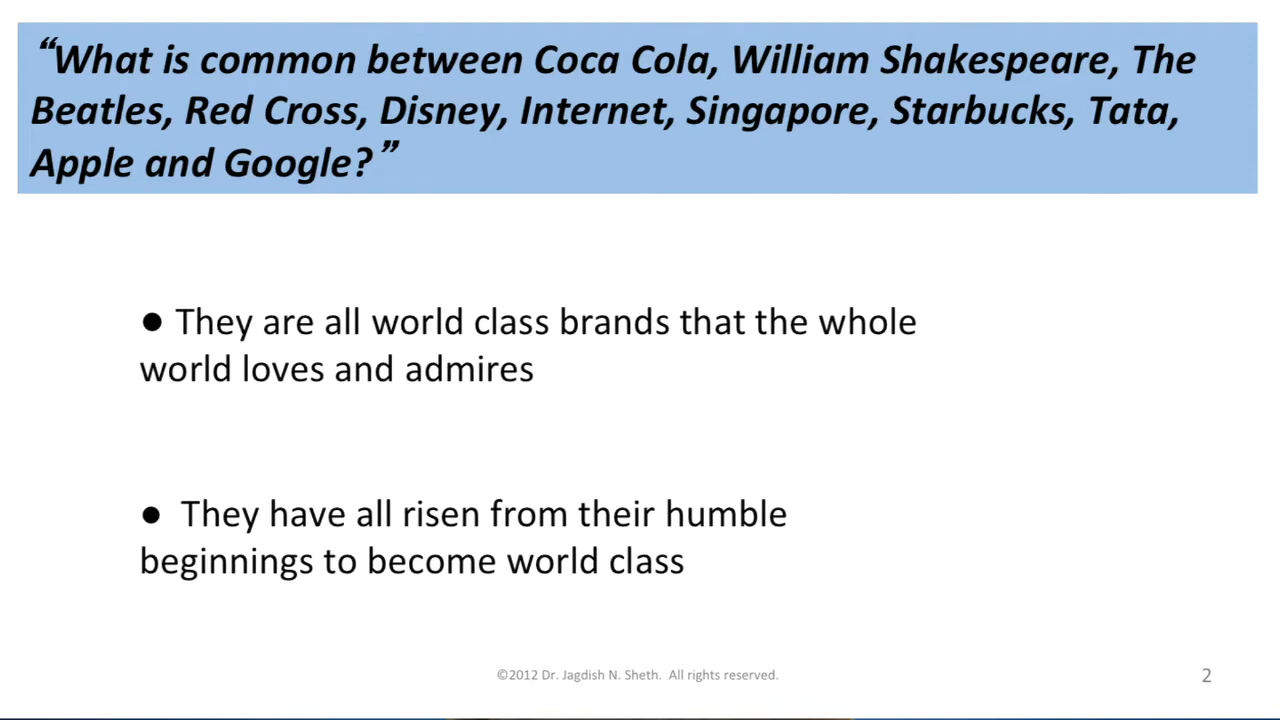 “What is common between Coca Cola, William Shakespeare, The
Beatles, Red Cross, Disney, Internet, Singapore, Starbucks, Tata,
Apple and Google?”
● They are all world class brands that the whole
world loves and admires
● They have all risen from their humble
beginnings to become world class
©2012 Dr. Jagdish N. Sheth. All rights reserved.
2